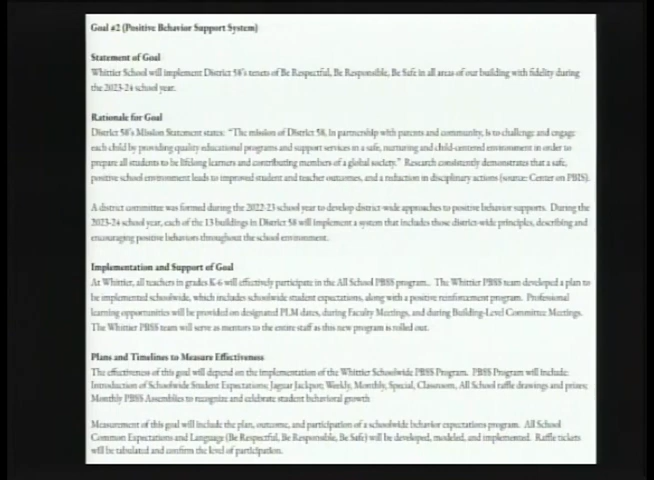 Goal #2 (Positive Behavior Support System)
Statement of Goal
Whittier School will implement District 58's tenets of Be Respectful, Be Responsible, Be Safe in all areas of our building with fidelity during
the 2023-24 school year.
Rationale for Goal
District 58's Mission Statement states: "The mission of District 58, in partnership with parents and community, is to challenge and engage
each child by providing quality educational programs and support services in a safe, nurturing and child-centered environment in order to
prepare all students to be lifelong learners and contributing members of a global society." Research consistently demonstrates that a safe,
positive school environment leads to improved student and teacher outcomes, and a reduction in disciplinary actions (source: Center on PBIS).
A district committee was formed during the 2022-23 school year to develop district-wide approaches to positive behavior supports. During the
2023-24 school year, each of the 13 buildings in District 58 will implement a system that includes those district-wide principles, describing and
encouraging positive behaviors throughout the school environment.
Implementation and Support of Goal
At Whittier, all teachers in grades K-6 will effectively participate in the All School PBSS program. The Whittier PBSS team developed a plan to
be implemented schoolwide, which includes schoolwide student expectations, along with a positive reinforcement program. Professional
learning opportunities will be provided on designated PLM dates, during Faculty Meetings, and during Building-Level Committee Meetings.
The Whittier PBSS team will serve as mentors to the entire staff as this new program is rolled out.
Plans and Timelines to Measure Effectiveness
The effectiveness of this goal will depend on the implementation of the Whittier Schoolwide PBSS Program. PBSS Program will include:
Introduction of Schoolwide Student Expectations; Jaguar Jackpot; Weekly, Monthly, Special, Classroom, All School raffle drawings and prizes;
Monthly PBSS Assemblies to recognize and celebrate student behavioral growth
Measurement of this goal will include the plan, outcome, and participation of a schoolwide behavior expectations program. All School
Common Expectations and Language (Be Respectful, Be Responsible, Be Safe) will be developed, modeled, and implemented. Raffle tickets
will be tabulated and confirm the level of participation.